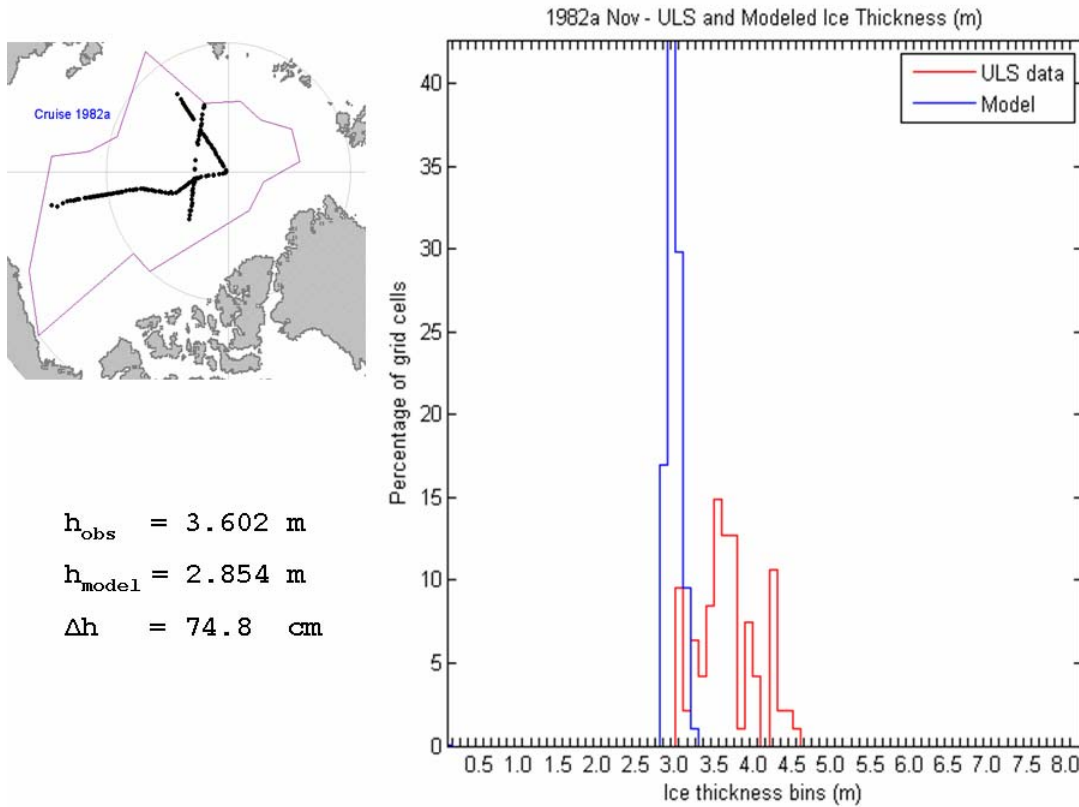 1982a Nov - ULS and Modeled Ice Thickness (m)
Cruise 1982a
ULS data
Model
Percentage of grid cells
40
35
30
25
20
15
10
5
0
0.5 1.0 1.5 2.0 2.5 3.0 3.5 4.0 4.5 5.0 5.5 6.0 6.5 7.0 7.5 8.0
Ice thickness bins (m)
h_obs = 3.602 m
h_model = 2.854 m
Δh = 74.8 cm